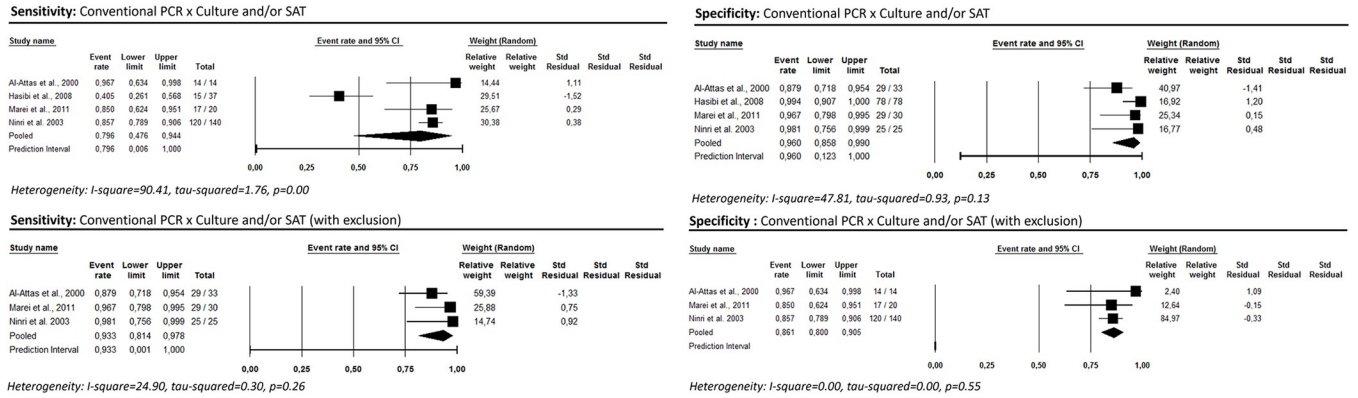 Sensitivity: Conventional PCR x Culture and/or SAT
Study name Event rate and 95% CI Weight (Random)
Event rate Lower limit Upper limit Total Relative weight Relative weight Std Residual Std Residual
Al-Attas et al., 2000 0,967 0,634 0,998 14 / 14 14,44 1,11
Hasibi et al., 2008 0,405 0,261 0,568 15 / 37 29,51 -1,52
Marei et al., 2011 0,850 0,624 0,951 17 / 20 25,67 0,29
Ninri et al. 2003 0,857 0,789 0,906 120 / 140 30,38 0,38
Pooled 0,796 0,476 0,944
Prediction Interval 0,796 0,006 1,000
0,00 0,25 0,50 0,75 1,00
Heterogeneity: I-square=90.41, tau-squared=1.76, p=0.00
Specificity: Conventional PCR x Culture and/or SAT
Study name Event rate and 95% CI Weight (Random)
Event rate Lower limit Upper limit Total Relative weight Relative weight Std Residual Std Residual
Al-Attas et al., 2000 0,879 0,718 0,954 29 / 33 40,97 -1,41
Hasibi et al., 2008 0,994 0,907 1,000 78 / 78 16,92 1,20
Marei et al., 2011 0,967 0,798 0,995 29 / 30 25,34 0,15
Ninri et al. 2003 0,981 0,756 0,999 25 / 25 16,77 0,48
Pooled 0,960 0,858 0,990
Prediction Interval 0,960 0,123 1,000
0,00 0,25 0,50 0,75 1,00
Heterogeneity: I-square=47.81, tau-squared=0.93, p=0.13
Sensitivity: Conventional PCR x Culture and/or SAT (with exclusion)
Study name Event rate and 95% CI Weight (Random)
Event rate Lower limit Upper limit Total Relative weight Relative weight Std Residual Std Residual Std Residual
Al-Attas et al., 2000 0,879 0,718 0,954 29 / 33 59,39 -1,33
Marei et al., 2011 0,967 0,798 0,995 29 / 30 25,88 0,75
Ninri et al. 2003 0,981 0,756 0,999 25 / 25 14,74 0,92
Pooled 0,933 0,814 0,978
Prediction Interval 0,933 0,001 1,000
0,00 0,25 0,50 0,75 1,00
Heterogeneity: I-square=24.90, tau-squared=0.30, p=0.26
Specificity : Conventional PCR x Culture and/or SAT (with exclusion)
Study name Event rate and 95% CI Weight (Random)
Event rate Lower limit Upper limit Total Relative weight Relative weight Std Residual Std Residual Std Residual
Al-Attas et al., 2000 0,967 0,634 0,998 14 / 14 2,40 1,09
Marei et al., 2011 0,850 0,624 0,951 17 / 20 12,64 -0,15
Ninri et al. 2003 0,857 0,789 0,906 120 / 140 84,97 -0,33
Pooled 0,861 0,800 0,905
Prediction Interval
0,00 0,25 0,50 0,75 1,00
Heterogeneity: I-square=0.00, tau-squared=0.00, p=0.55